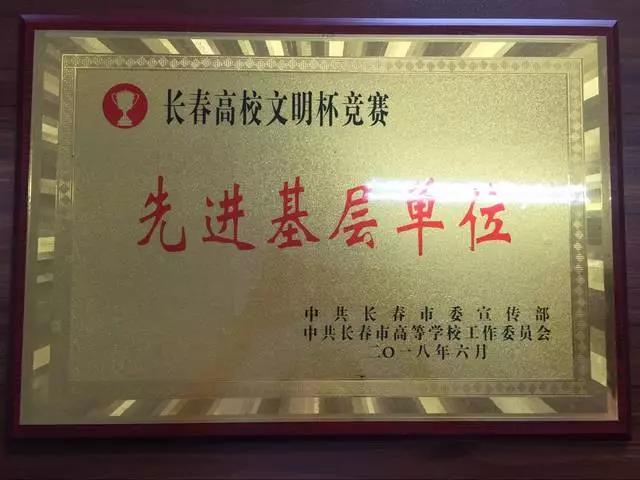 长春高校文明杯竞赛
先进基层单位
中共长春市委宣传部
中共长春市高等学校工作委员会
二〇一八年六月